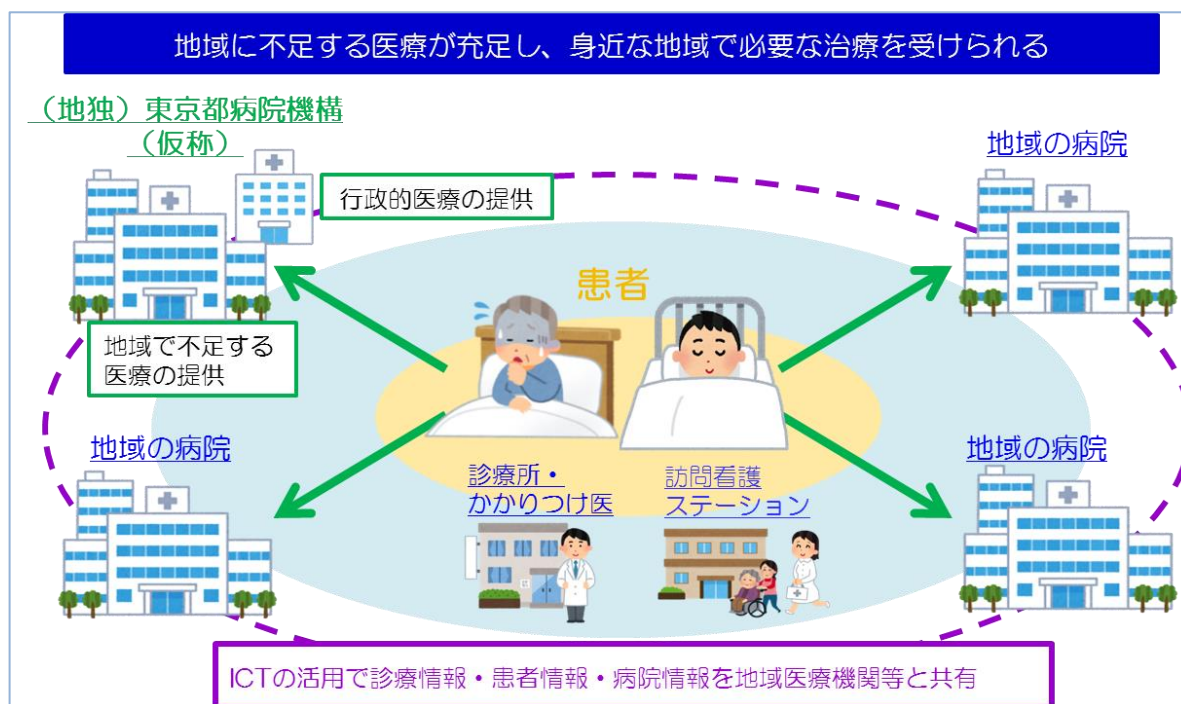 地域に不足する医療が充足し、身近な地域で必要な治療を受けられる
（地独）東京都病院機構
（仮称）
地域の病院
行政的医療の提供
患者
地域で不足する
医療の提供
地域の病院
地域の病院
診療所・
かかりつけ医
訪問看護
ステーション
ICTの活用で診療情報・患者情報・病院情報を地域医療機関等と共有